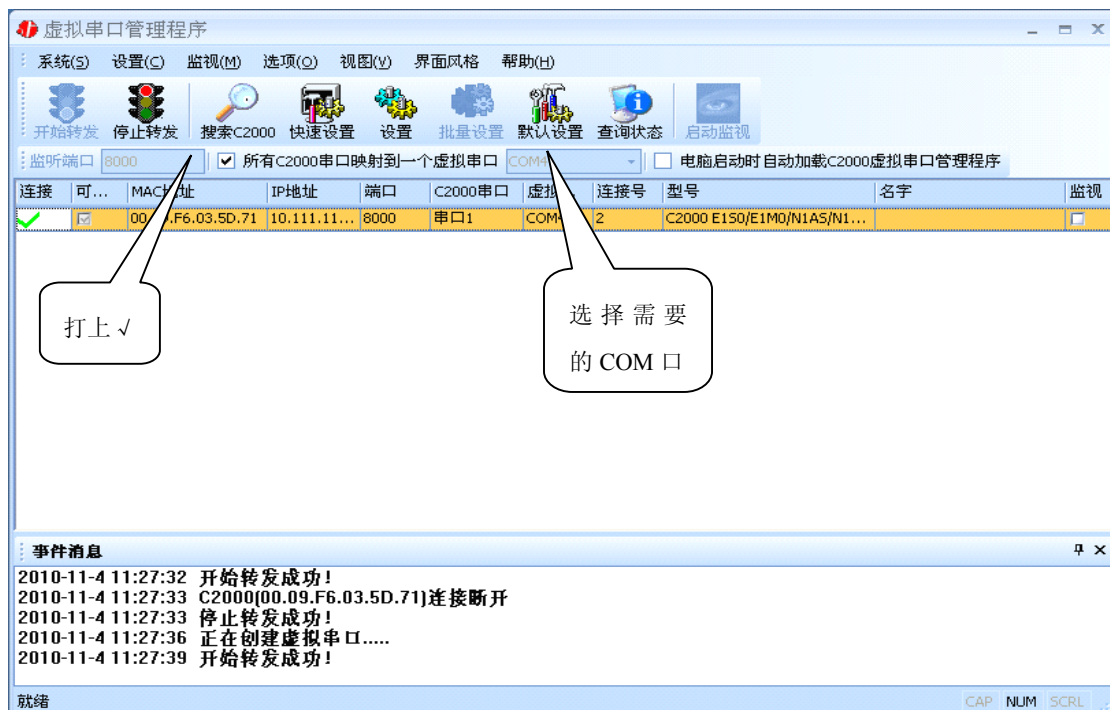 虚拟串口管理程序
系统(S) 设置(C) 监视(M) 选项(O) 视图(V) 界面风格 帮助(H)
开始转发 停止转发 搜索C2000 快速设置 设置 批量设置 默认设置 查询状态 启动监视
监听端口 8000 所有C2000串口映射到一个虚拟串口 COM4 电脑启动时自动加载C2000虚拟串口管理程序
连接 可... MAC地址 IP地址 端口 C2000串口 虚拟... 连接号 型号 名字 监视
00. .F6.03.5D.71 10.111.11... 8000 串口1 COM4 2 C2000 E1S0/E1M0/N1AS/N1...
打上√
选择需要
的 COM 口
事件消息
2010-11-4 11:27:32 开始转发成功!
2010-11-4 11:27:33 C2000(00.09.F6.03.5D.71)连接断开
2010-11-4 11:27:33 停止转发成功!
2010-11-4 11:27:36 正在创建虚拟串口.....
2010-11-4 11:27:39 开始转发成功!
就绪 CAP NUM SCRL